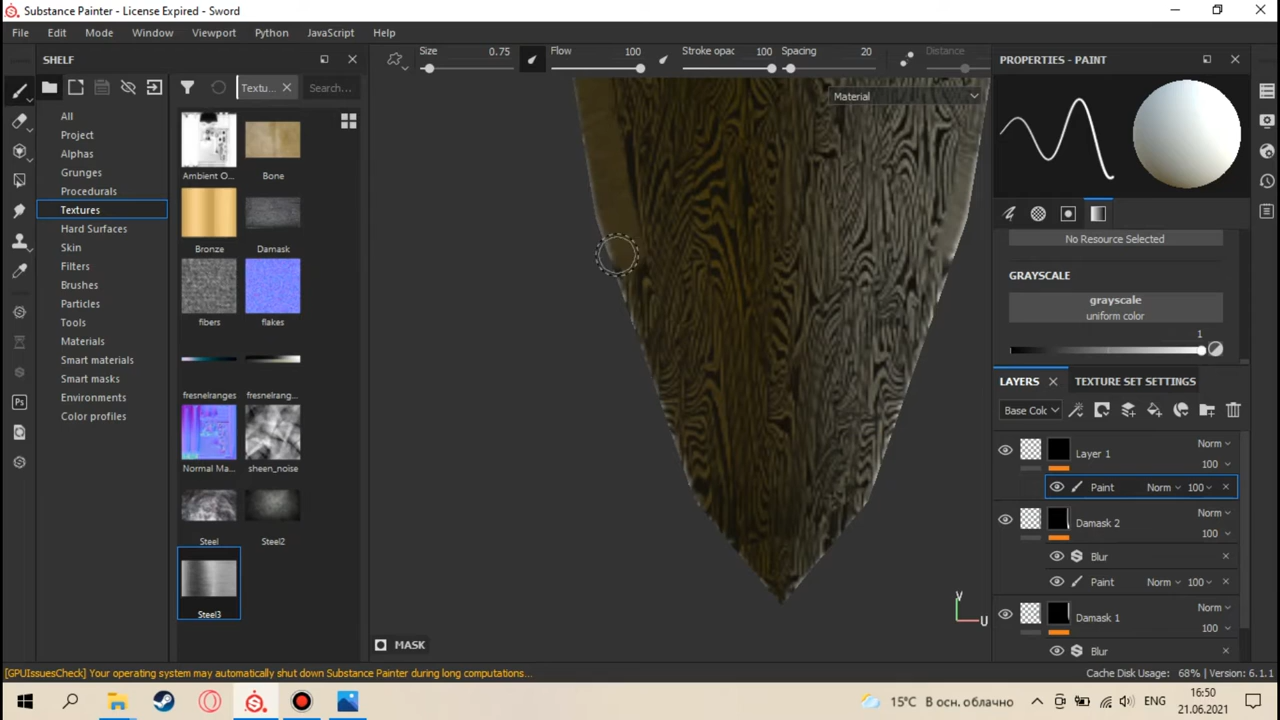 Substance Painter - License Expired - Sword
File Edit Mode Window Viewport Python JavaScript Help
SHELF
Size 0.75 Flow 100 Stroke opac 100 Spacing 20 Distance
PROPERTIES - PAINT
Textu... Search...
Material
All
Project
Alphas
Grunges
Procedurals
Textures
Hard Surfaces
Skin
Filters
Brushes
Particles
Tools
Materials
Smart materials
Smart masks
Environments
Color profiles
Ambient O... Bone
Bronze Damask
fibers flakes
fresnelranges fresnelrang...
Normal Ma... sheen_noise
Steel Steel2
Steel3
No Resource Selected
GRAYSCALE
grayscale
uniform color
1
LAYERS TEXTURE SET SETTINGS
Base Colc
Norm
Layer 1
100
Paint Norm 100
Norm
Damask 2
100
Blur
Paint Norm 100
Norm
Damask 1
100
Blur
V
U
MASK
Ps
[GPUIssuesCheck] Your operating system may automatically shut down Substance Painter during long computations...
Cache Disk Usage: 68% | Version: 6.1.1
15°C В осн. облачно
ENG
16:50
21.06.2021